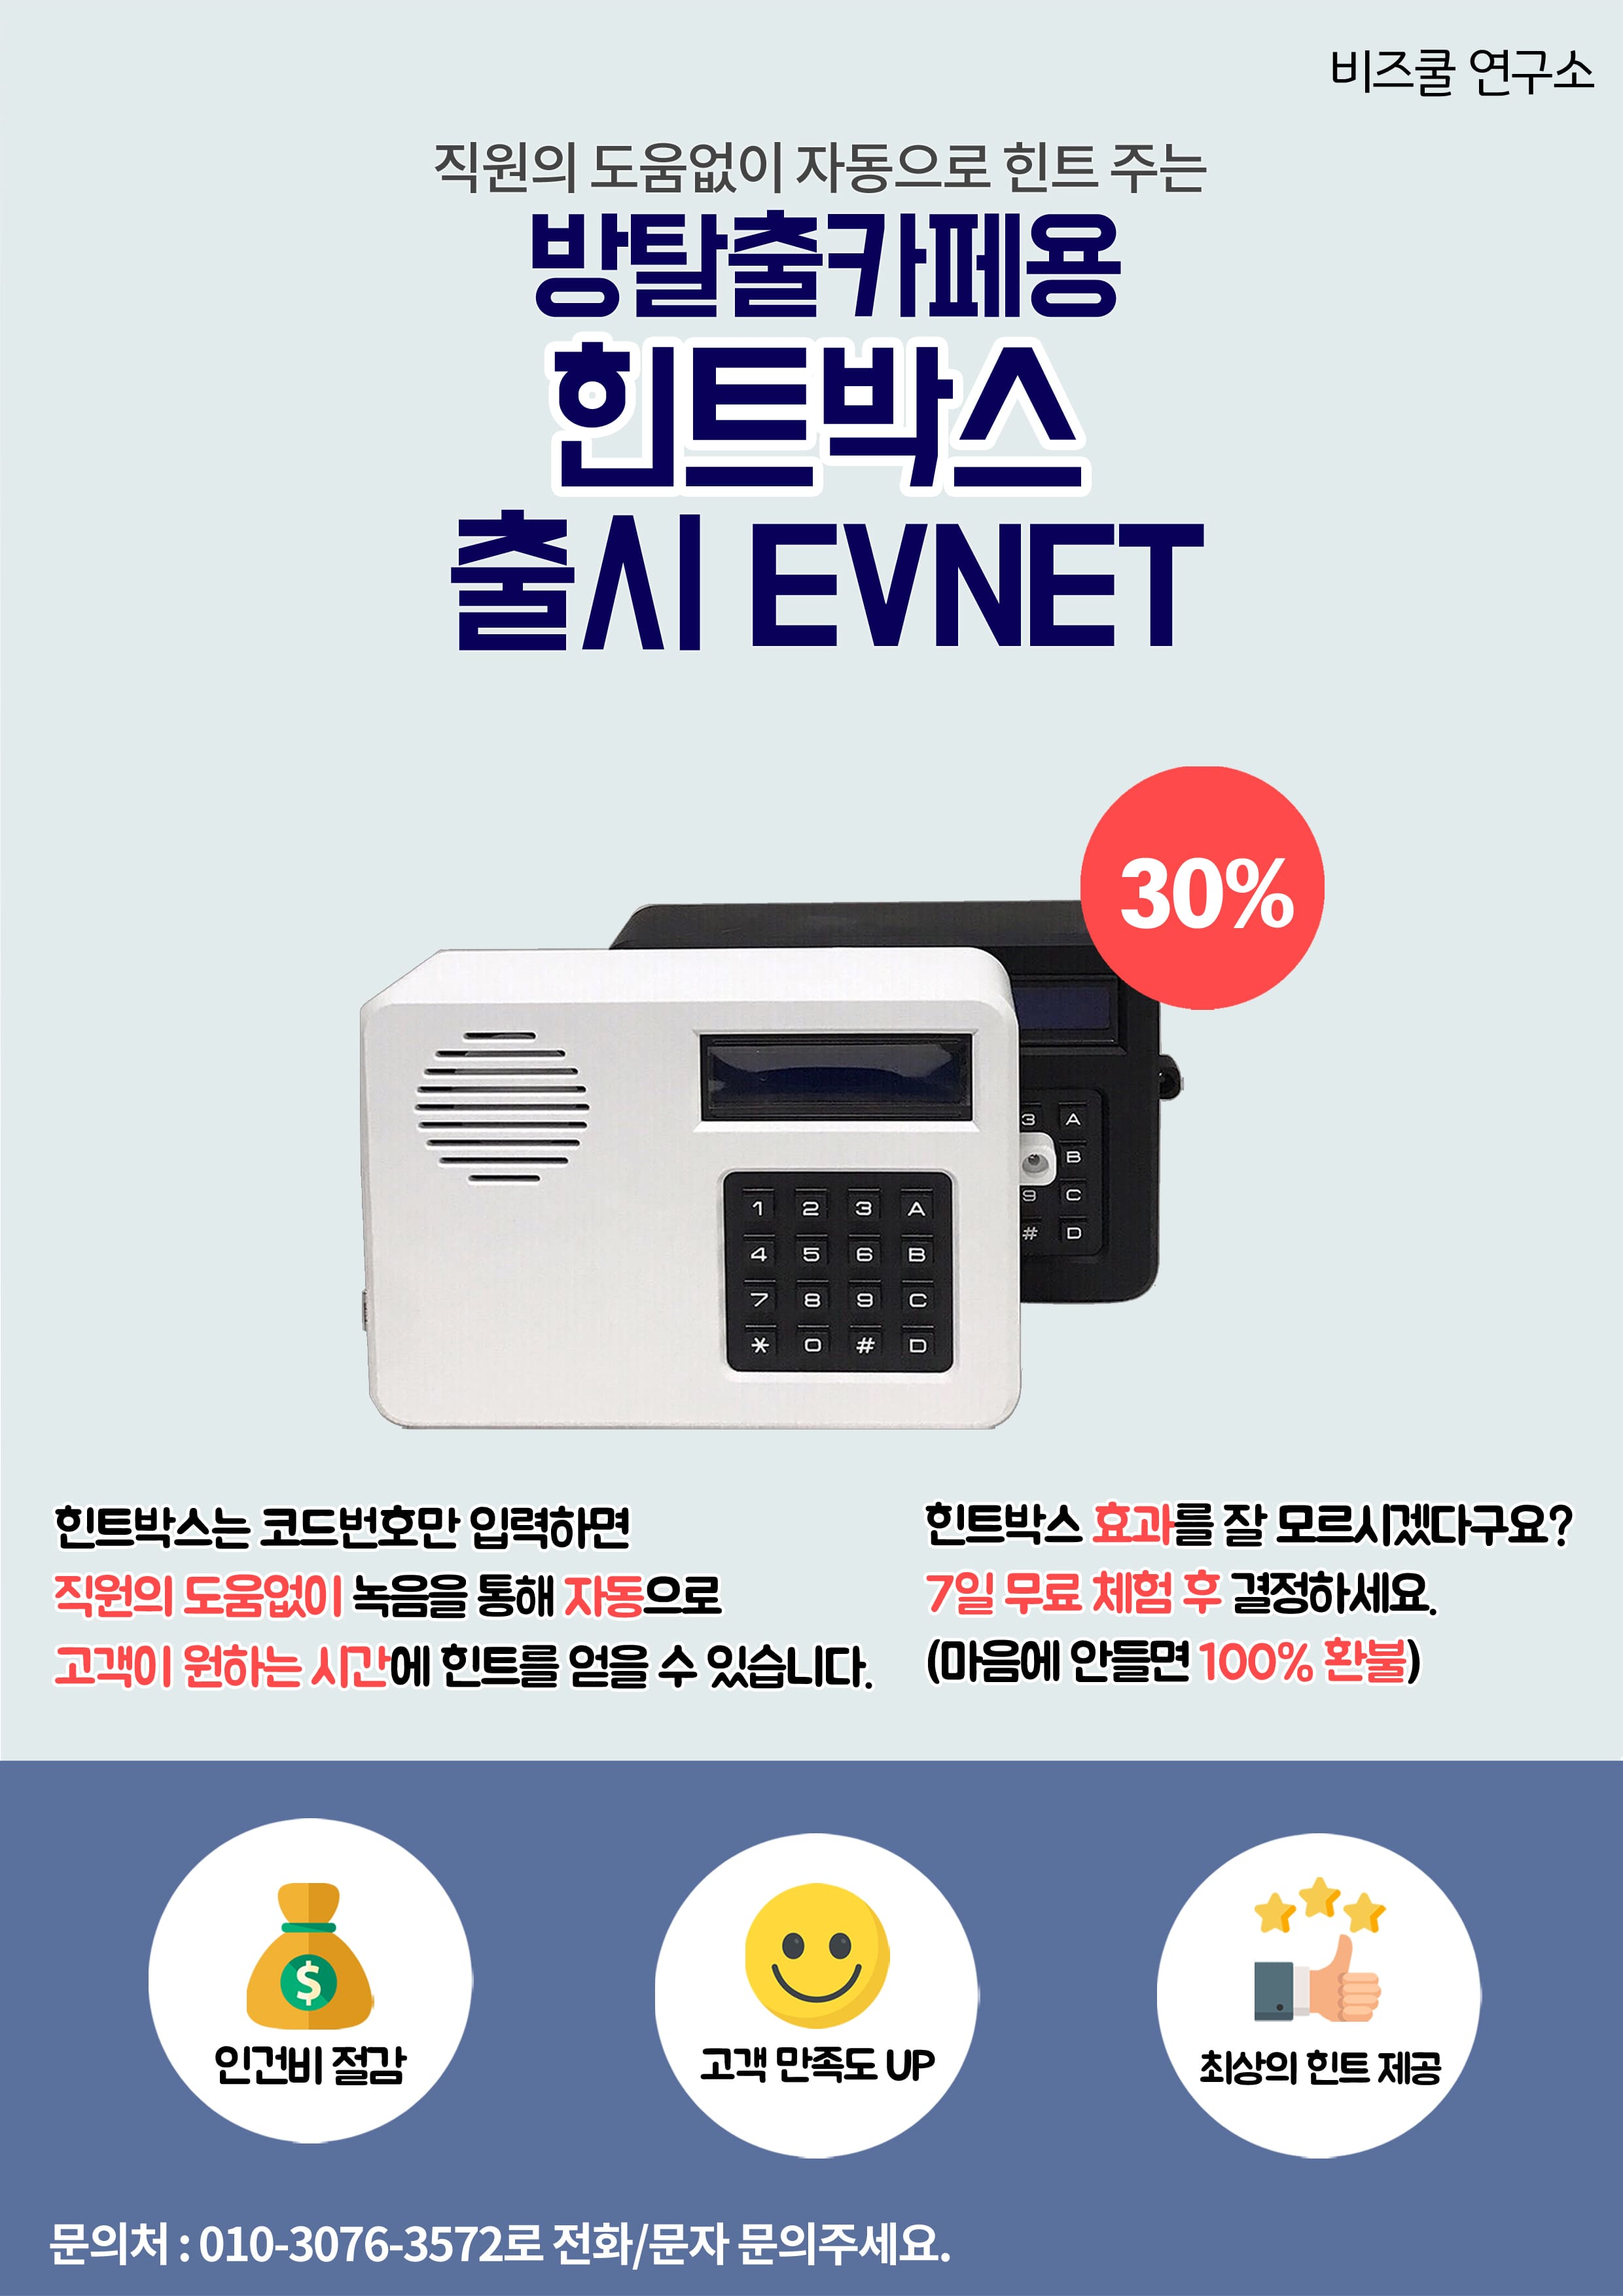 비즈쿨 연구소
직원의 도움없이 자동으로 힌트 주는
방탈출카페용
힌트박스
출시 EVNET
30%
3 A
B
9 C
# D
1 2 3 A
4 5 6 B
7 8 9 C
* 0 # D
힌트박스는 코드번호만 입력하면
직원의 도움없이 녹음을 통해 자동으로
고객이 원하는 시간에 힌트를 얻을 수 있습니다.
힌트박스 효과를 잘 모르시겠다구요?
7일 무료 체험 후 결정하세요.
(마음에 안들면 100% 환불)
$
인건비 절감
고객 만족도 UP
최상의 힌트 제공
문의처 : 010-3076-3572로 전화/문자 문의주세요.